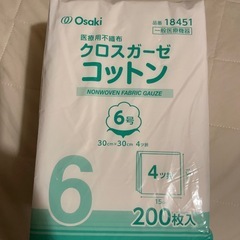 Osaki
品番 18451
一般医療機器
医療用不織布
クロスガーゼ
コットン
NONWOVEN FABRIC GAUZE
6号
30cm×30cm 4ツ折
6
4ツ折
15
200枚入